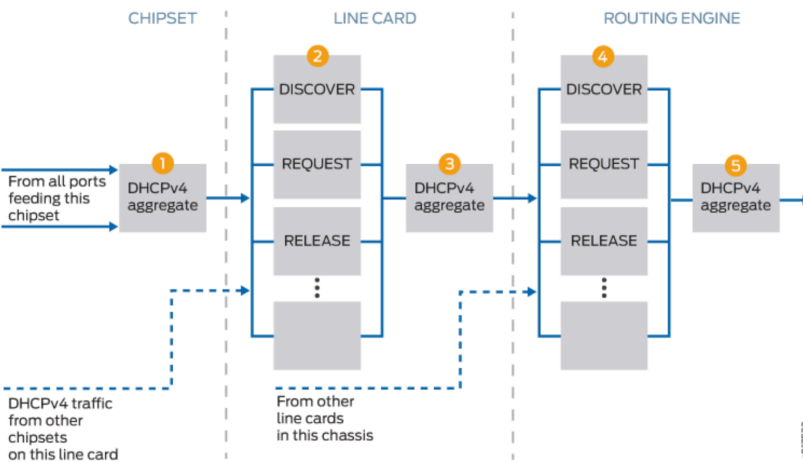 CHIPSET
LINE CARD
ROUTING ENGINE
1
From all ports
feeding this
chipset
DHCPv4
aggregate
DHCPv4 traffic
from other
chipsets
on this line card
2
DISCOVER
REQUEST
RELEASE
3
DHCPv4
aggregate
From other
line cards
in this chassis
4
DISCOVER
REQUEST
RELEASE
5
DHCPv4
aggregate